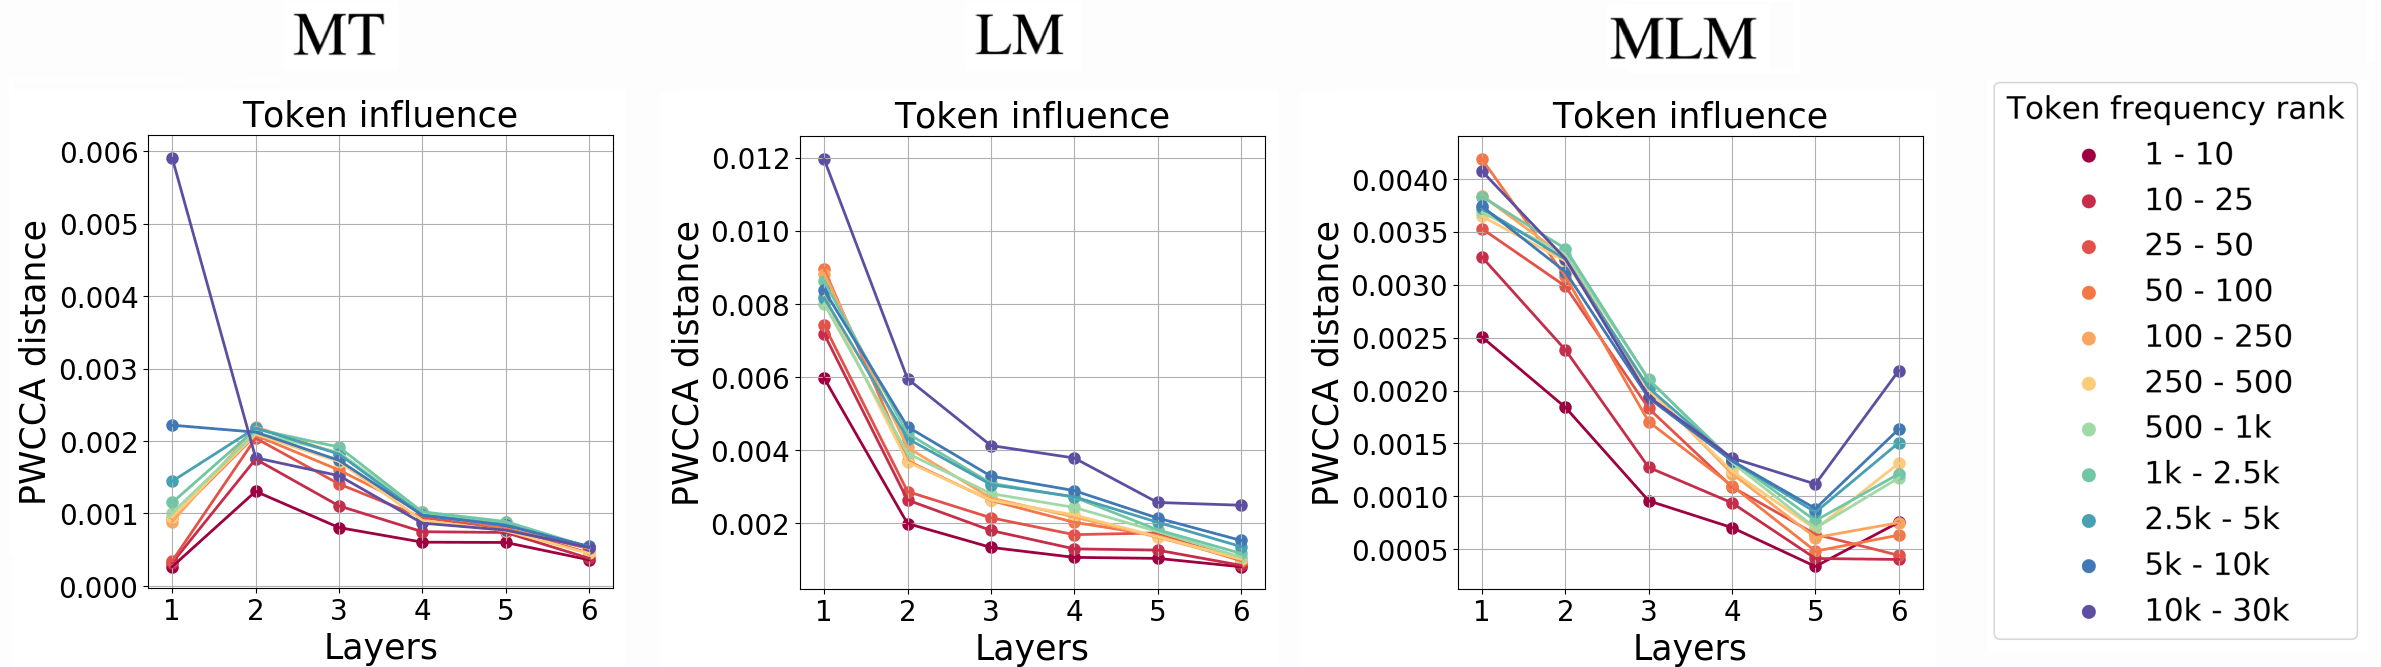 MT
LM
MLM
Token influence
PWCCA distance
0.006
0.005
0.004
0.003
0.002
0.001
0.000
1 2 3 4 5 6
Layers
Token influence
PWCCA distance
0.012
0.010
0.008
0.006
0.004
0.002
1 2 3 4 5 6
Layers
Token influence
PWCCA distance
0.0040
0.0035
0.0030
0.0025
0.0020
0.0015
0.0010
0.0005
1 2 3 4 5 6
Layers
Token frequency rank
1 - 10
10 - 25
25 - 50
50 - 100
100 - 250
250 - 500
500 - 1k
1k - 2.5k
2.5k - 5k
5k - 10k
10k - 30k